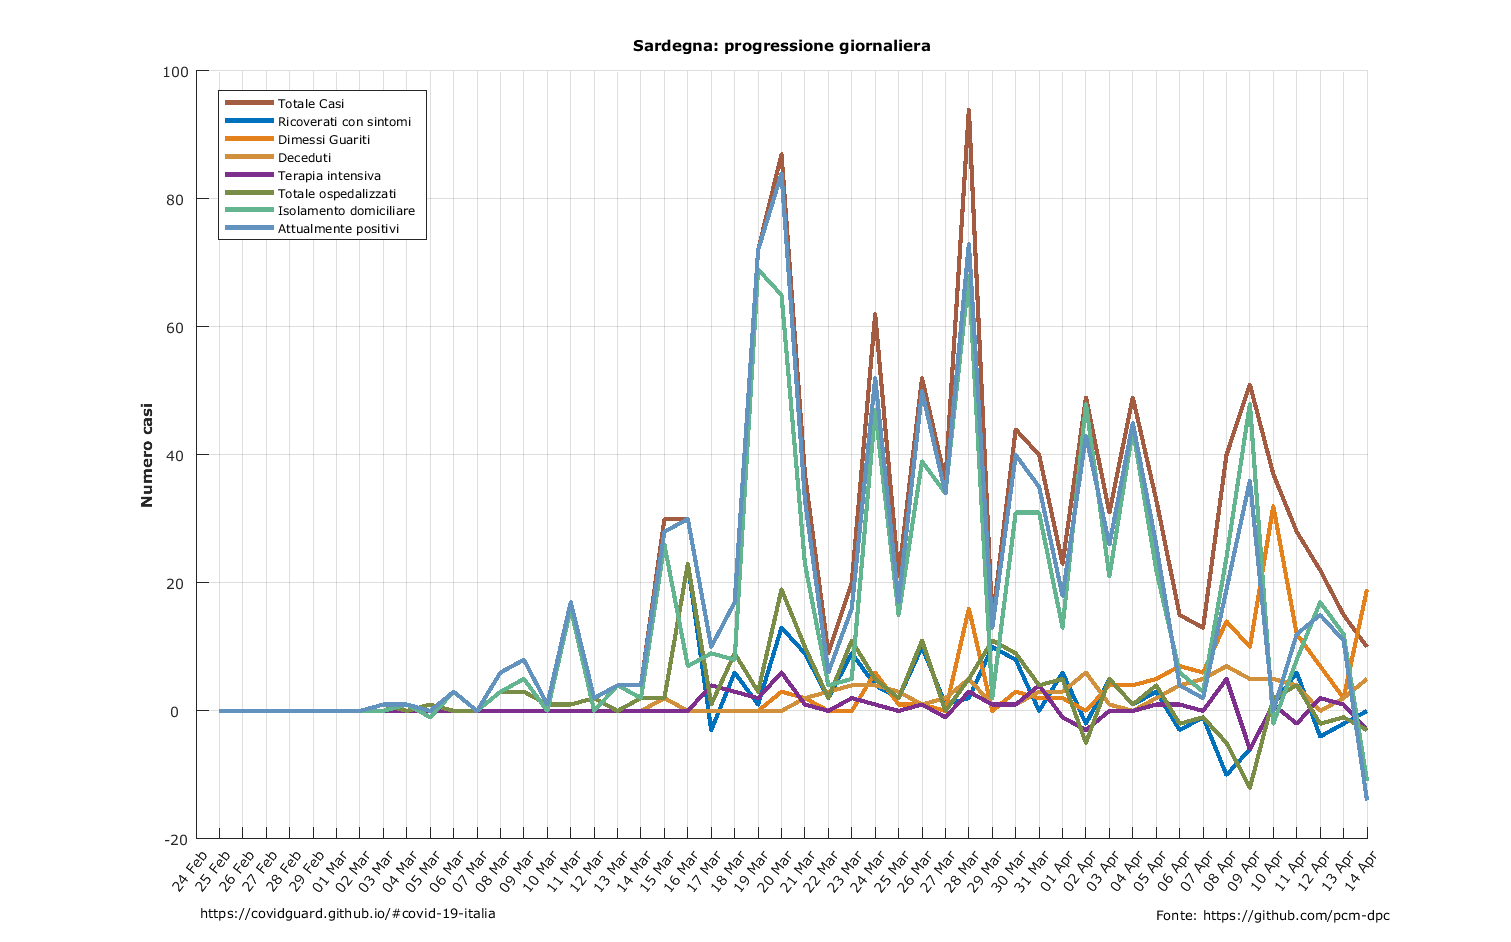 Sardegna: progressione giornaliera
100
80
60
40
20
0
-20
Numero casi
Totale Casi
Ricoverati con sintomi
Dimessi Guariti
Deceduti
Terapia intensiva
Totale ospedalizzati
Isolamento domiciliare
Attualmente positivi
24 Feb
25 Feb
26 Feb
27 Feb
28 Feb
29 Feb
01 Mar
02 Mar
03 Mar
04 Mar
05 Mar
06 Mar
07 Mar
08 Mar
09 Mar
10 Mar
11 Mar
12 Mar
13 Mar
14 Mar
15 Mar
16 Mar
17 Mar
18 Mar
19 Mar
20 Mar
21 Mar
22 Mar
23 Mar
24 Mar
25 Mar
26 Mar
27 Mar
28 Mar
29 Mar
30 Mar
31 Mar
01 Apr
02 Apr
03 Apr
04 Apr
05 Apr
06 Apr
07 Apr
08 Apr
09 Apr
10 Apr
11 Apr
12 Apr
13 Apr
14 Apr
https://covidguard.github.io/#covid-19-italia
Fonte: https://github.com/pcm-dpc